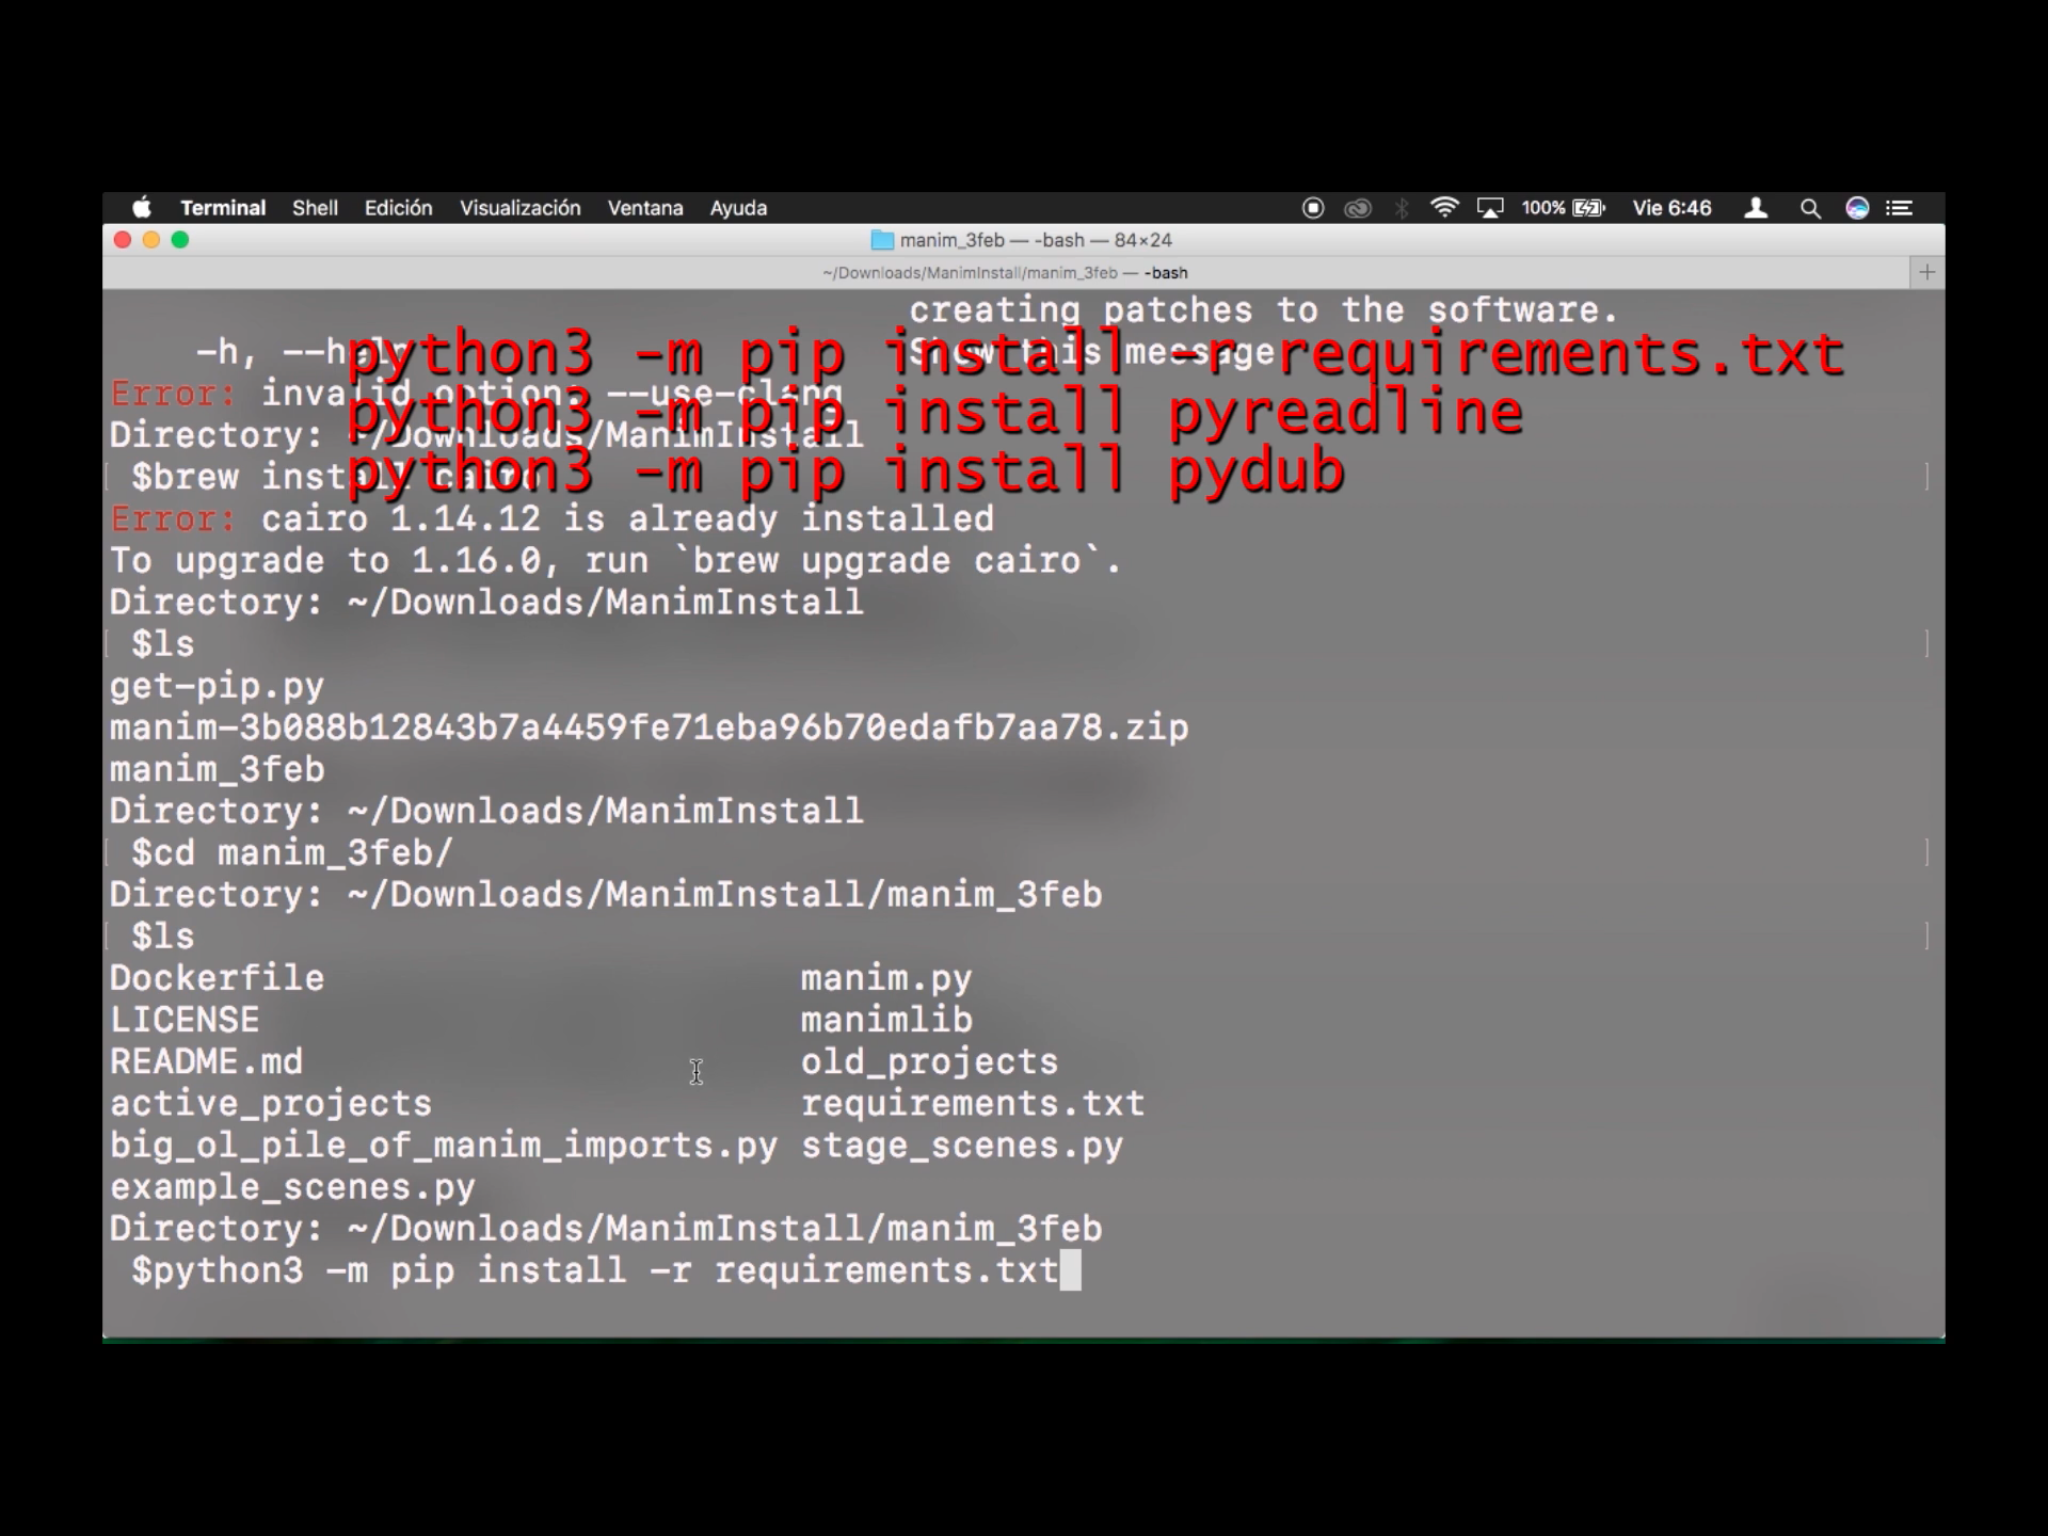 Terminal Shell Edición Visualización Ventana Ayuda 100% Vie 6:46
manim_3feb — -bash — 84×24
~/Downloads/ManimInstall/manim_3feb — -bash
creating patches to the software.
-h, --help Show this message
python3 -m pip install -r requirements.txt
Error: invalid option: --use-clang
python3 -m pip install pyreadline
Directory: ~/Downloads/ManimInstall
$brew install cairo
python3 -m pip install pydub
Error: cairo 1.14.12 is already installed
To upgrade to 1.16.0, run `brew upgrade cairo`.
Directory: ~/Downloads/ManimInstall
$ls
get-pip.py
manim-3b088b12843b7a4459fe71eba96b70edafb7aa78.zip
manim_3feb
Directory: ~/Downloads/ManimInstall
$cd manim_3feb/
Directory: ~/Downloads/ManimInstall/manim_3feb
$ls
Dockerfile manim.py
LICENSE manimlib
README.md old_projects
active_projects requirements.txt
big_ol_pile_of_manim_imports.py stage_scenes.py
example_scenes.py
Directory: ~/Downloads/ManimInstall/manim_3feb
$python3 -m pip install -r requirements.txt